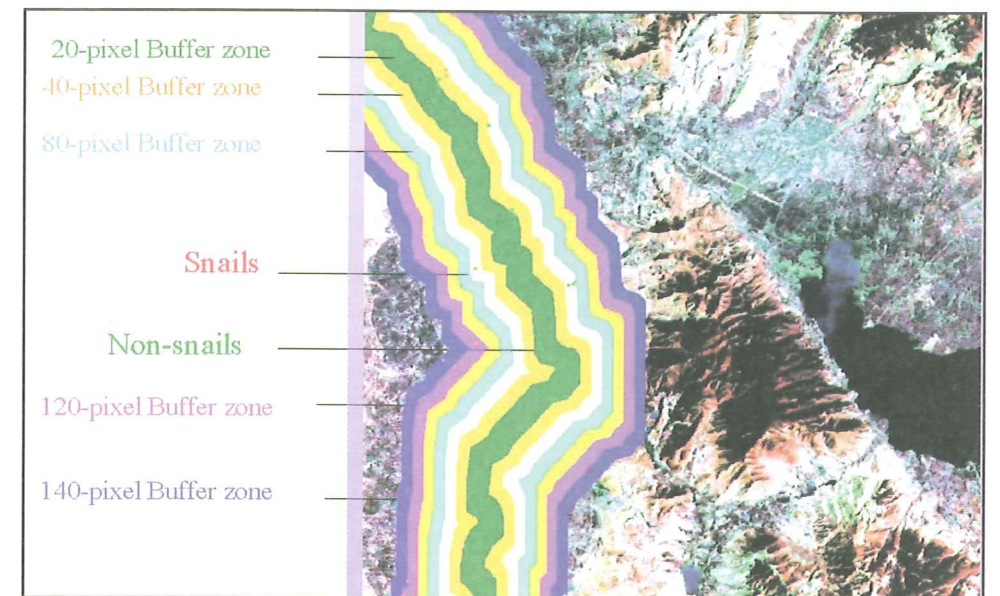 20-pixel Buffer zone
40-pixel Buffer zone
80-pixel Buffer zone
Snails
Non-snails
120-pixel Buffer zone
140-pixel Buffer zone